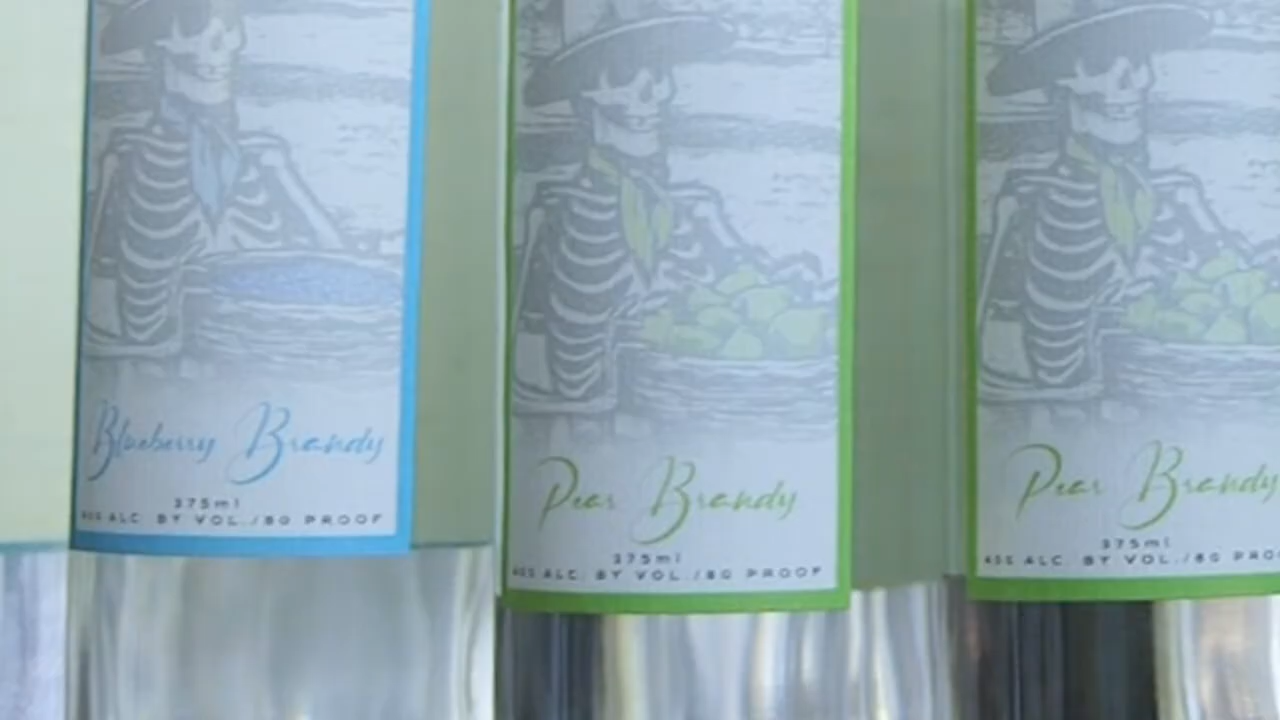 Blueberry Brandy
375ml
40% ALC. BY VOL./80 PROOF
Pear Brandy
375ml
40% ALC. BY VOL./80 PROOF
Pear Brandy
375ml
40% ALC. BY VOL./80